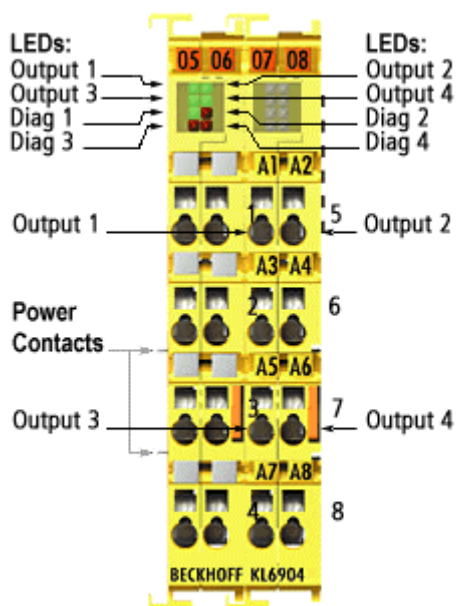 LEDs: LEDs:
Output 1 05 06 07 08 Output 2
Output 3 Output 4
Diag 1 Diag 2
Diag 3 Diag 4
A1 A2
Output 1 1 5 Output 2
A3 A4
2 6
Power
Contacts
A5 A6
Output 3 3 7 Output 4
A7 A8
4 8
BECKHOFF KL6904